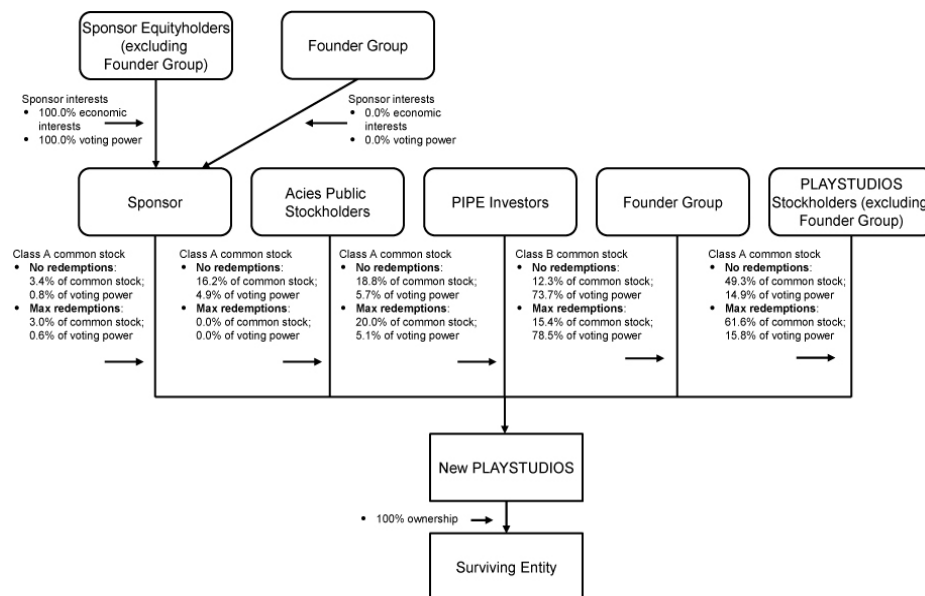 Sponsor Equityholders
(excluding
Founder Group)
Founder Group
Sponsor interests
• 100.0% economic
interests
• 100.0% voting power
Sponsor interests
• 0.0% economic
interests
• 0.0% voting power
Sponsor
Acies Public
Stockholders
PIPE Investors
Founder Group
PLAYSTUDIOS
Stockholders (excluding
Founder Group)
Class A common stock
• No redemptions:
3.4% of common stock;
0.8% of voting power
• Max redemptions:
3.0% of common stock;
0.6% of voting power
Class A common stock
• No redemptions:
16.2% of common stock;
4.9% of voting power
• Max redemptions:
0.0% of common stock;
0.0% of voting power
Class A common stock
• No redemptions:
18.8% of common stock;
5.7% of voting power
• Max redemptions:
20.0% of common stock;
5.1% of voting power
Class B common stock
• No redemptions:
12.3% of common stock;
73.7% of voting power
• Max redemptions:
15.4% of common stock;
78.5% of voting power
Class A common stock
• No redemptions:
49.3% of common stock;
14.9% of voting power
• Max redemptions:
61.6% of common stock;
15.8% of voting power
New PLAYSTUDIOS
• 100% ownership
Surviving Entity